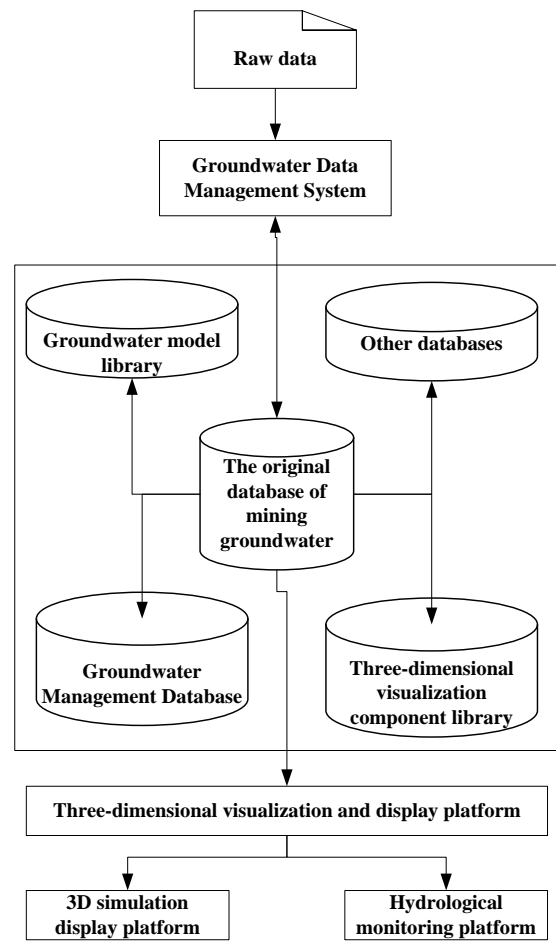 Raw data
Groundwater Data
Management System
Groundwater model
library
Other databases
The original
database of
mining
groundwater
Groundwater
Management Database
Three-dimensional
visualization
component library
Three-dimensional visualization and display platform
3D simulation
display platform
Hydrological
monitoring platform